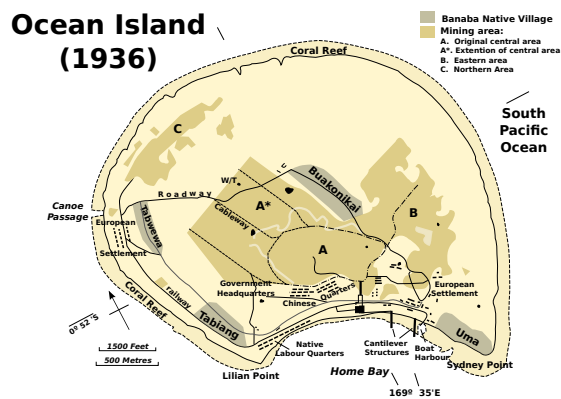 Ocean Island
(1936)
Banaba Native Village
Mining area:
A. Original central area
A*. Extention of central area
B. Eastern area
C. Northern Area
Coral Reef
South
Pacific
Ocean
C
W/T
Buakonikai
Roadway
Canoe
Passage
European
Settlement
Tabwewa
Cableway
A*
B
A
Government
Headquarters
Chinese
Quarters
European
Settlement
railway
Coral Reef
Tabiang
0º 52 'S
1500 Feet
500 Metres
Native
Labour Quarters
Cantilever
Structures
Boat
Harbour
Uma
Sydney Point
Lilian Point
Home Bay
169º 35'E